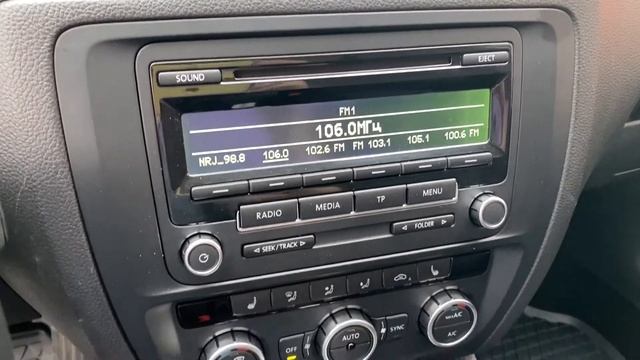 SOUND
EJECT
FM1
106.0МГц
NRJ_98.8 106.0 102.6 FM FM 103.1 105.1 100.6 FM
RADIO MEDIA TP MENU
SEEK/TRACK FOLDER
MAX A/C
OFF AUTO SYNC A/C